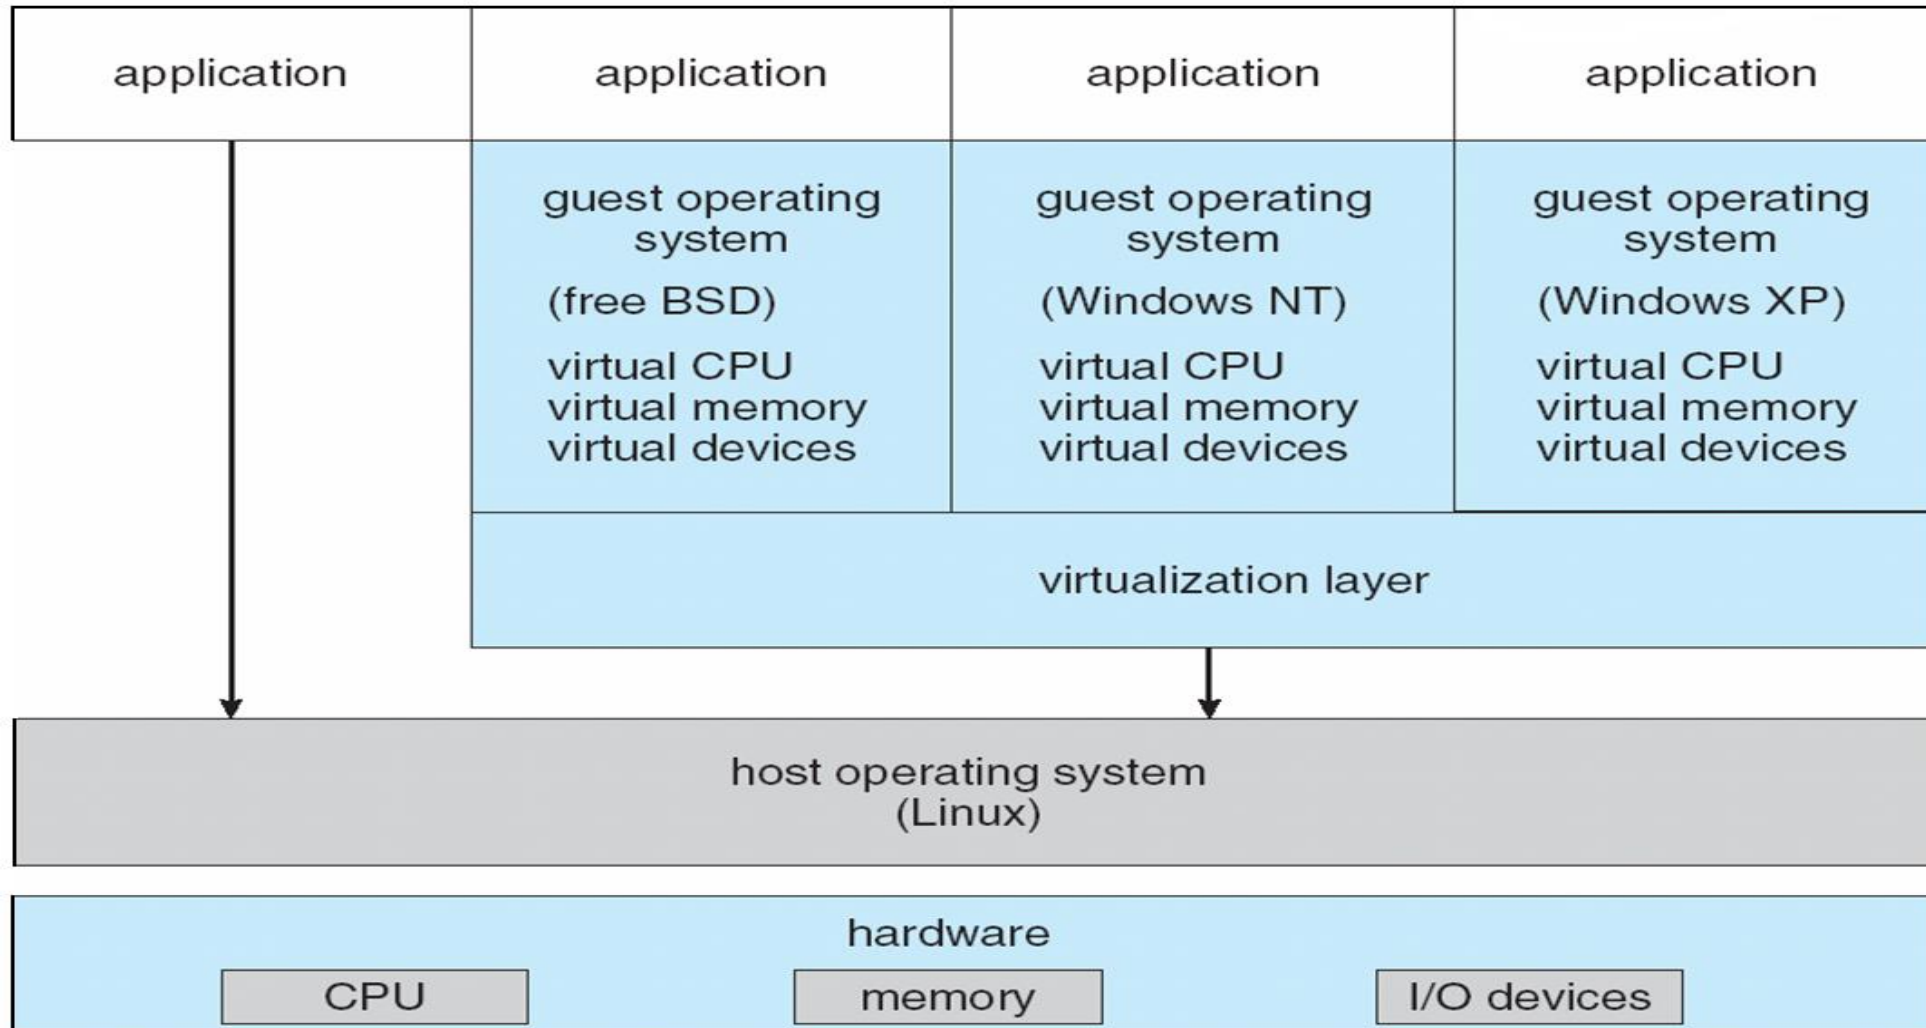 application
application
application
application
guest operating
system
(free BSD)
virtual CPU
virtual memory
virtual devices
guest operating
system
(Windows NT)
virtual CPU
virtual memory
virtual devices
guest operating
system
(Windows XP)
virtual CPU
virtual memory
virtual devices
virtualization layer
host operating system
(Linux)
hardware
CPU
memory
I/O devices